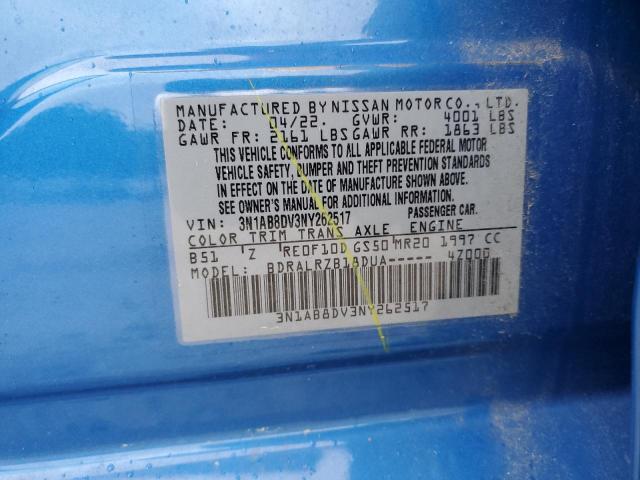 MANUFACTURED BY NISSAN MOTOR CO., LTD.
DATE: 04/22. GVWR: 4001 LBS
GAWR FR: 2161 LBS GAWR RR: 1863 LBS
THIS VEHICLE CONFORMS TO ALL APPLICABLE FEDERAL MOTOR
VEHICLE SAFETY, BUMPER AND THEFT PREVENTION STANDARDS
IN EFFECT ON THE DATE OF MANUFACTURE SHOWN ABOVE.
SEE OWNER'S MANUAL FOR ADDITIONAL INFORMATION.
VIN: 3N1AB8DV3NY262517 PASSENGER CAR.
COLOR TRIM TRANS AXLE ENGINE
B51 Z RE0F10D GS50 MR20 1997 CC
MODEL: BDRALRZB18DUA----- 4Z000
3N1AB8DV3NY262517